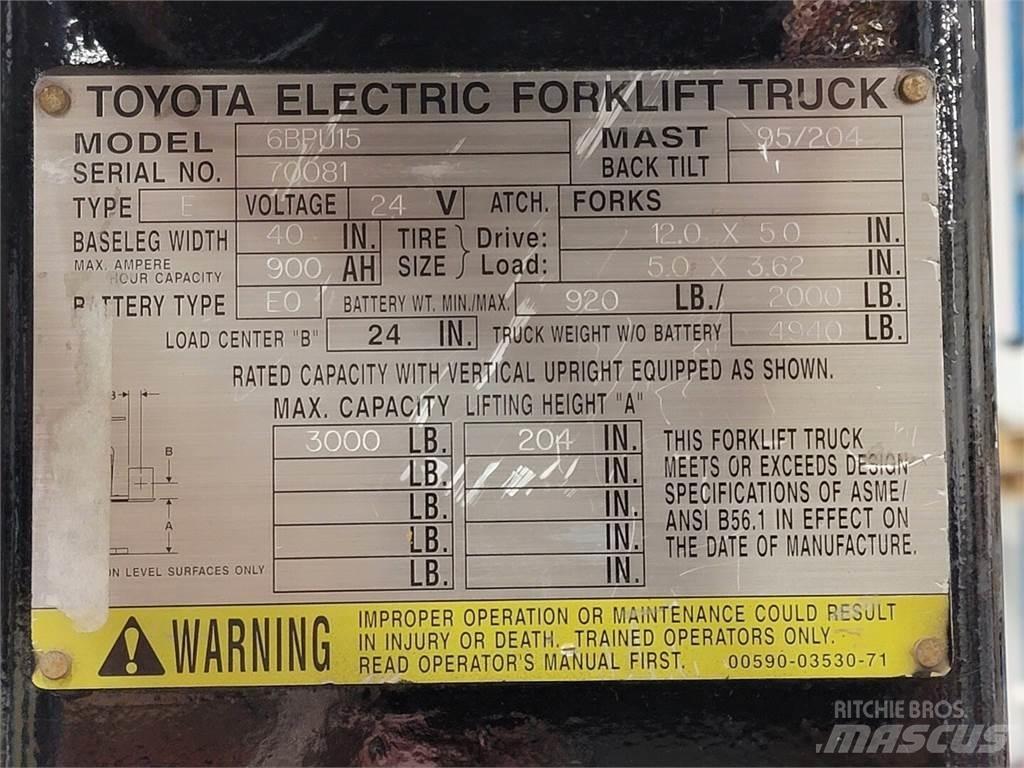 TOYOTA ELECTRIC FORKLIFT TRUCK
MODEL 6BPU15 MAST 95/204
SERIAL NO. 70081 BACK TILT
TYPE E VOLTAGE 24 V ATCH. FORKS
BASELEG WIDTH 40 IN. TIRE SIZE Drive: 12.0 X 5.0 IN.
MAX. AMPERE HOUR CAPACITY 900 AH Load: 5.0 X 3.62 IN.
BATTERY TYPE EO BATTERY WT. MIN./MAX. 920 LB./ 2000 LB.
LOAD CENTER "B" 24 IN. TRUCK WEIGHT W/O BATTERY 4940 LB.
RATED CAPACITY WITH VERTICAL UPRIGHT EQUIPPED AS SHOWN.
MAX. CAPACITY LIFTING HEIGHT "A"
3000 LB. 204 IN.
LB. IN.
LB. IN.
LB. IN.
LB. IN.
B
B
A
ON LEVEL SURFACES ONLY
THIS FORKLIFT TRUCK
MEETS OR EXCEEDS DESIGN
SPECIFICATIONS OF ASME/
ANSI B56.1 IN EFFECT ON
THE DATE OF MANUFACTURE.
WARNING
IMPROPER OPERATION OR MAINTENANCE COULD RESULT
IN INJURY OR DEATH. TRAINED OPERATORS ONLY.
READ OPERATOR'S MANUAL FIRST. 00590-03530-71
RITCHIE BROS.
MASCUS